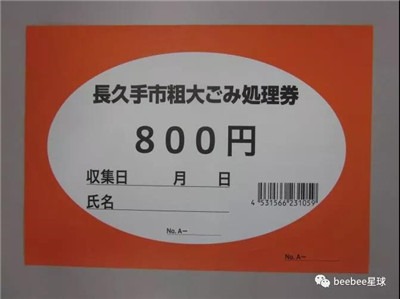 長久手市粗大ごみ処理券
800円
収集日　月　日
氏名
4 531566 231059
No. A−
No. A−
beebee星球